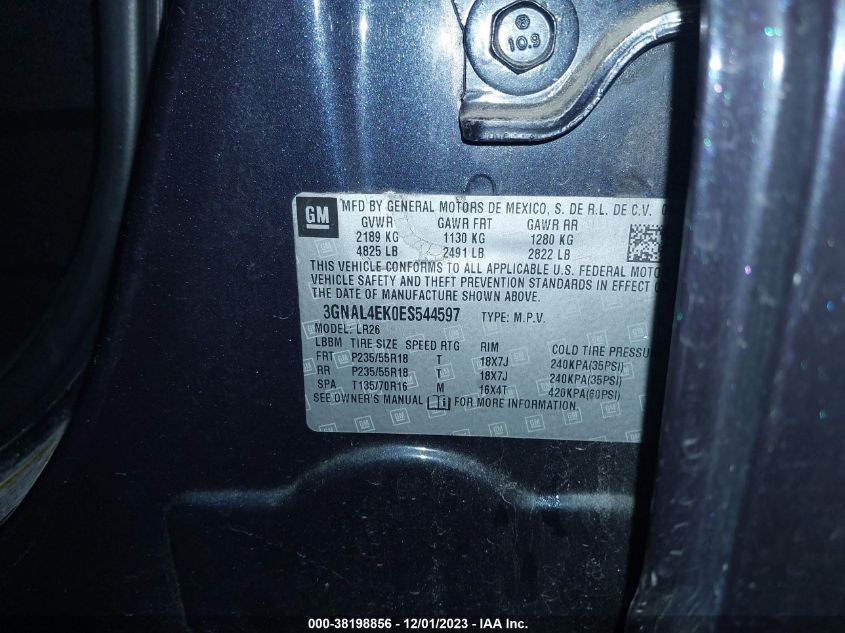 10.9
GM
MFD BY GENERAL MOTORS DE MEXICO, S. DE R.L. DE C.V. 0
GVWR GAWR FRT GAWR RR
2189 KG 1130 KG 1280 KG
4825 LB 2491 LB 2822 LB
THIS VEHICLE CONFORMS TO ALL APPLICABLE U.S. FEDERAL MOTO
VEHICLE SAFETY AND THEFT PREVENTION STANDARDS IN EFFECT O
THE DATE OF MANUFACTURE SHOWN ABOVE.
3GNAL4EK0ES544597 TYPE: M.P.V.
MODEL: LR26
LBBM TIRE SIZE SPEED RTG RIM COLD TIRE PRESSU
FRT P235/55R18 T 18X7J 240KPA(35PSI)
RR P235/55R18 T 18X7J 240KPA(35PSI)
SPA T135/70R16 M 16X4T 420KPA(60PSI)
SEE OWNER'S MANUAL FOR MORE INFORMATION.
000-38198856 - 12/01/2023 - IAA Inc.